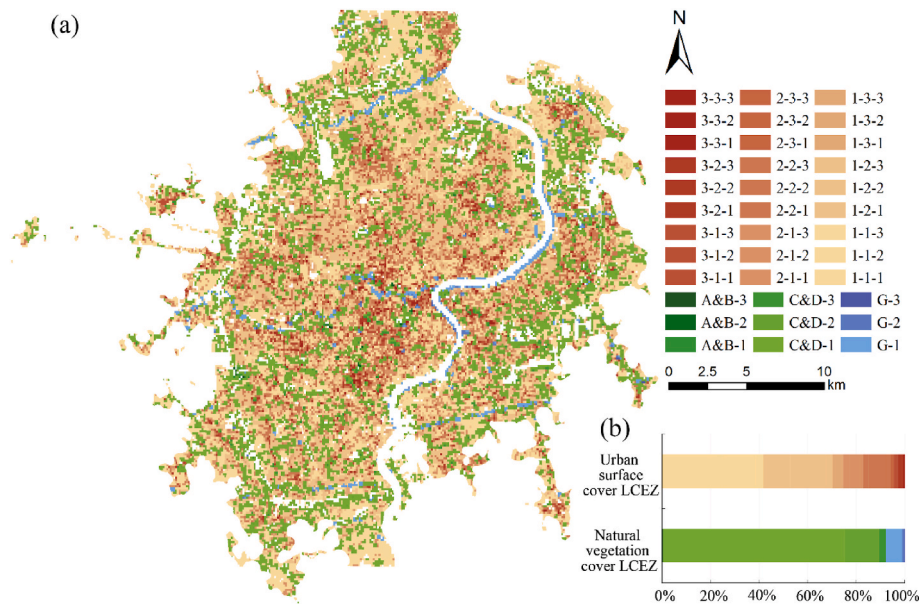 (a)
N
3-3-3 2-3-3 1-3-3
3-3-2 2-3-2 1-3-2
3-3-1 2-3-1 1-3-1
3-2-3 2-2-3 1-2-3
3-2-2 2-2-2 1-2-2
3-2-1 2-2-1 1-2-1
3-1-3 2-1-3 1-1-3
3-1-2 2-1-2 1-1-2
3-1-1 2-1-1 1-1-1
A&B-3 C&D-3 G-3
A&B-2 C&D-2 G-2
A&B-1 C&D-1 G-1
0 2.5 5 10
km
(b)
Urban
surface
cover LCEZ
Natural
vegetation
cover LCEZ
0% 20% 40% 60% 80% 100%